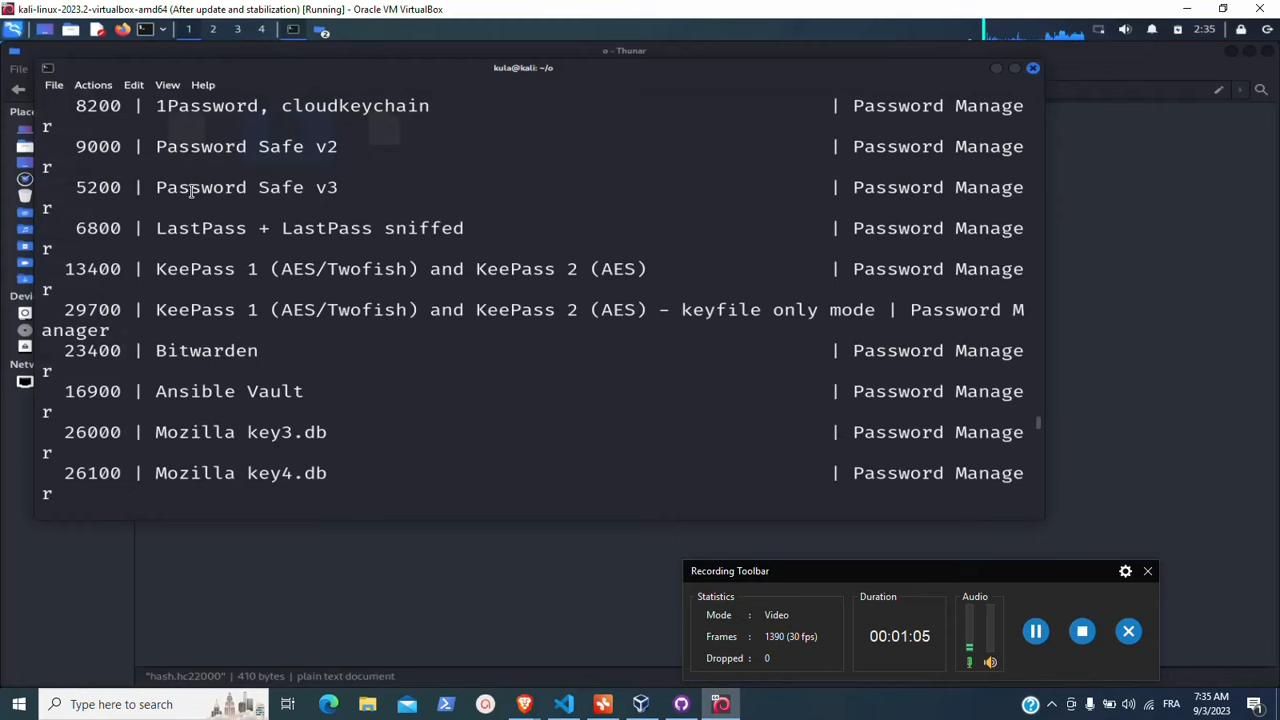 kali-linux-2023.2-virtualbox-amd64 (After update and stabilization) [Running] - Oracle VM VirtualBox
1 2 3 4 2 2:35
o - Thunar
File
kula@kali: ~/o
File Actions Edit View Help
8200 | 1Password, cloudkeychain | Password Manage
r
9000 | Password Safe v2 | Password Manage
r
5200 | Password Safe v3 | Password Manage
r
6800 | LastPass + LastPass sniffed | Password Manage
r
13400 | KeePass 1 (AES/Twofish) and KeePass 2 (AES) | Password Manage
r
29700 | KeePass 1 (AES/Twofish) and KeePass 2 (AES) - keyfile only mode | Password M
anager
23400 | Bitwarden | Password Manage
r
16900 | Ansible Vault | Password Manage
r
26000 | Mozilla key3.db | Password Manage
r
26100 | Mozilla key4.db | Password Manage
r
Place
Devi
Netw
Recording Toolbar
Statistics
Mode : Video
Frames : 1390 (30 fps)
Dropped : 0
Duration
00:01:05
Audio
"hash.hc22000" | 410 bytes | plain text document
Type here to search
FRA
7:35 AM
9/3/2023
1